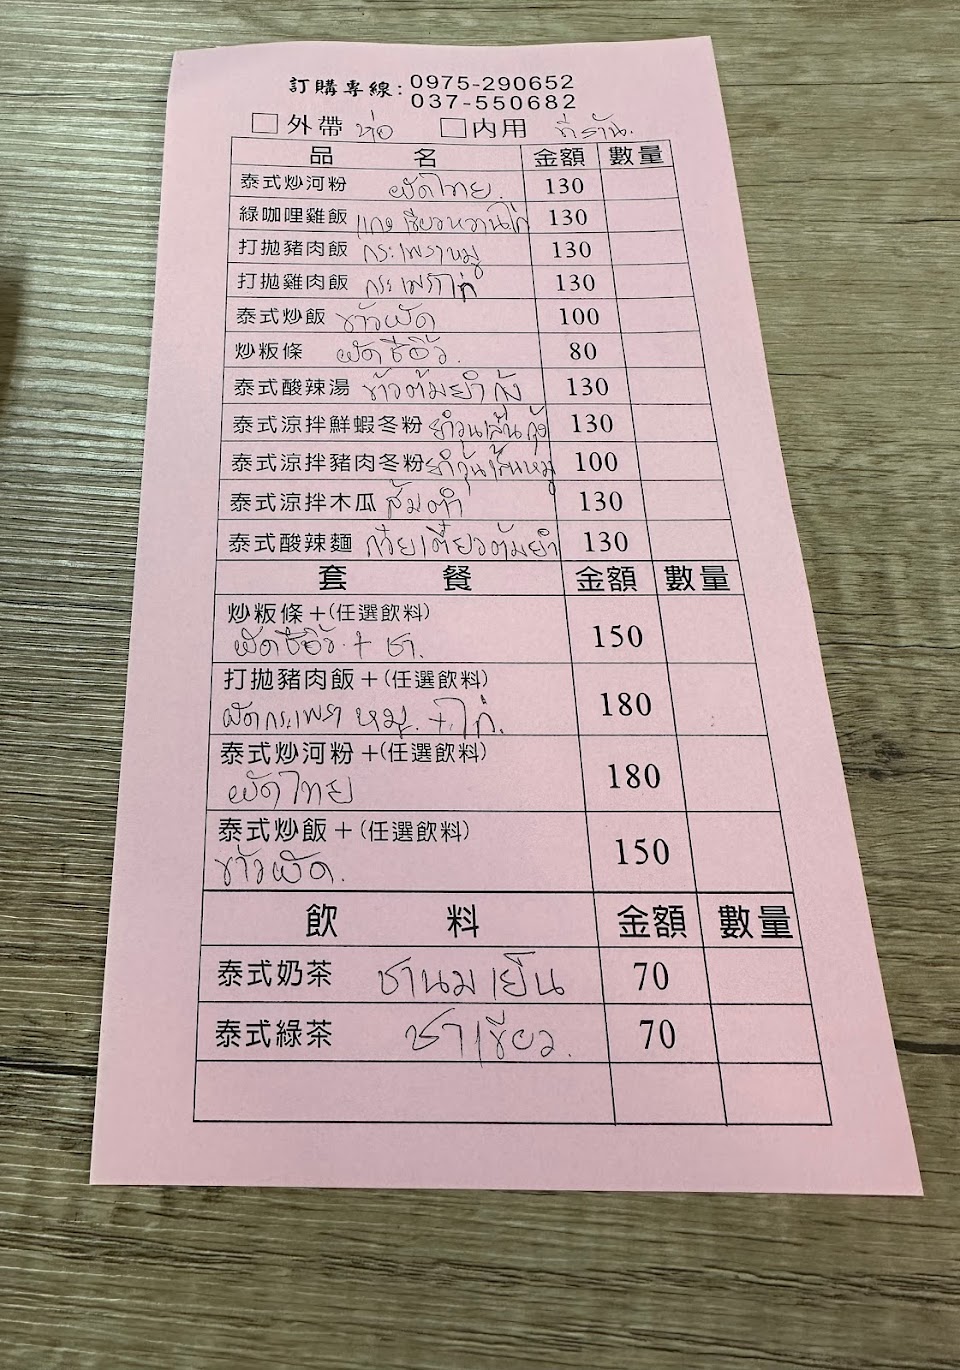 訂購專線: 0975-290652
037-550682
□外帶 ห่อ □內用 ที่ร้าน.
品 名 金額 數量
泰式炒河粉 ผัดไทย. 130
綠咖哩雞飯 แกงเขียวหวานไก่ 130
打拋豬肉飯 กระเพราหมู 130
打拋雞肉飯 กระเพราไก่ 130
泰式炒飯 ข้าวผัด 100
炒粄條 ผัดซีอิ้ว. 80
泰式酸辣湯 ข้าวต้มยำกุ้ง 130
泰式涼拌鮮蝦冬粉 ยำวุ้นเส้นกุ้ง 130
泰式涼拌豬肉冬粉 ยำวุ้นเส้นหมู 100
泰式涼拌木瓜 ส้มตำ 130
泰式酸辣麵 ก๋วยเตี๋ยวต้มยำ 130
套 餐 金額 數量
炒粄條+(任選飲料)
ผัดซีอิ้ว. + ชา. 150
打拋豬肉飯+(任選飲料)
ผัดกระเพรา หมู. + ไก่. 180
泰式炒河粉+(任選飲料)
ผัดไทย 180
泰式炒飯+(任選飲料)
ข้าวผัด. 150
飲 料 金額 數量
泰式奶茶 ชานมเย็น 70
泰式綠茶 ชาเขียว. 70